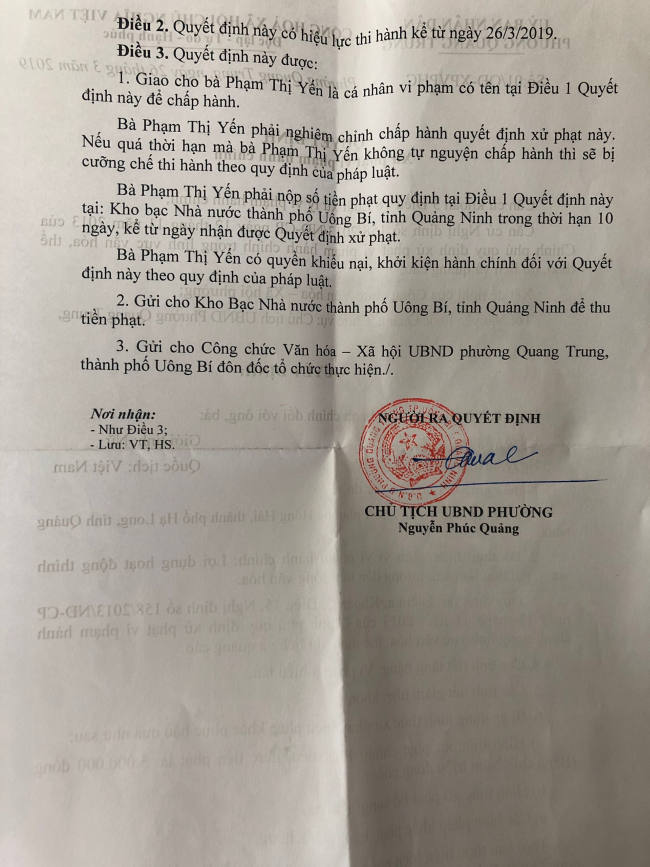 Điều 2. Quyết định này có hiệu lực thi hành kể từ ngày 26/3/2019.
Điều 3. Quyết định này được:
1. Giao cho bà Phạm Thị Yến là cá nhân vi phạm có tên tại Điều 1 Quyết
định này để chấp hành.
Bà Phạm Thị Yến phải nghiêm chỉnh chấp hành quyết định xử phạt này.
Nếu quá thời hạn mà bà Phạm Thị Yến không tự nguyện chấp hành thì sẽ bị
cưỡng chế thi hành theo quy định của pháp luật.
Bà Phạm Thị Yến phải nộp số tiền phạt quy định tại Điều 1 Quyết định này
tại: Kho bạc Nhà nước thành phố Uông Bí, tỉnh Quảng Ninh trong thời hạn 10
ngày, kể từ ngày nhận được Quyết định xử phạt.
Bà Phạm Thị Yến có quyền khiếu nại, khởi kiện hành chính đối với Quyết
định này theo quy định của pháp luật.
2. Gửi cho Kho Bạc Nhà nước thành phố Uông Bí, tỉnh Quảng Ninh để thu
tiền phạt.
3. Gửi cho Công chức Văn hóa – Xã hội UBND phường Quang Trung,
thành phố Uông Bí đôn đốc tổ chức thực hiện./.
Nơi nhận:
- Như Điều 3;
- Lưu: VT, HS.
NGƯỜI RA QUYẾT ĐỊNH
CHỦ TỊCH UBND PHƯỜNG
Nguyễn Phúc Quảng